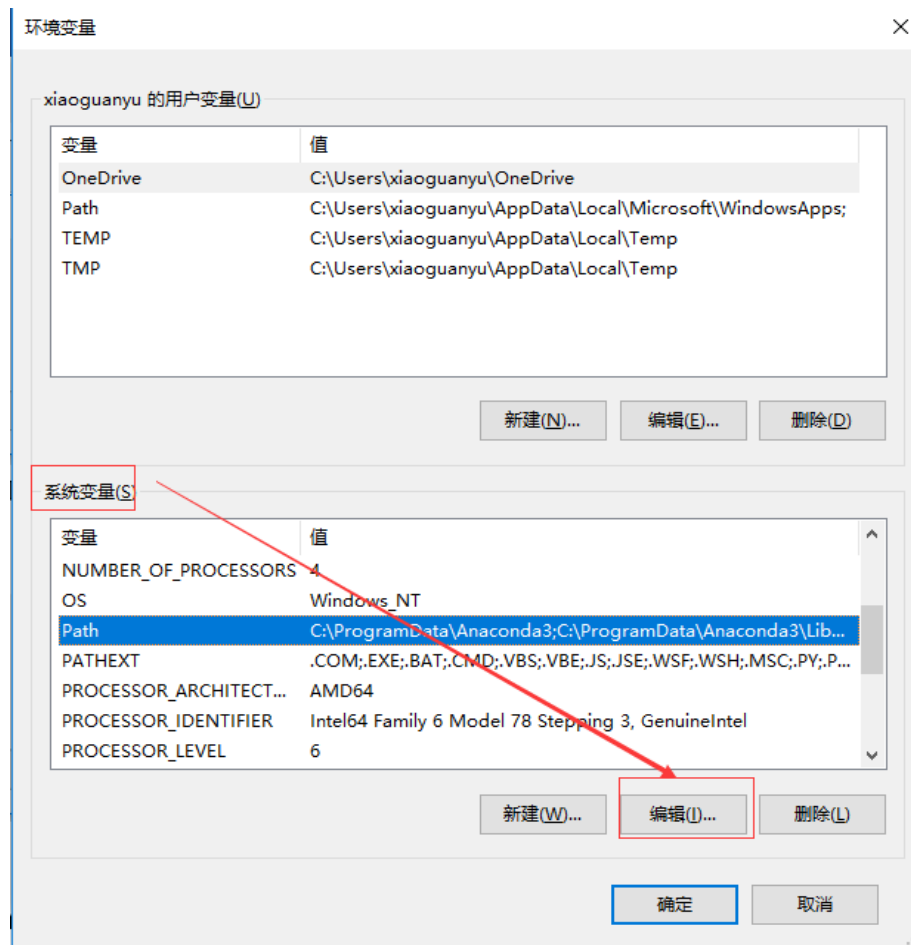 环境变量
xiaoguanyu 的用户变量(U)
变量 值
OneDrive C:\Users\xiaoguanyu\OneDrive
Path C:\Users\xiaoguanyu\AppData\Local\Microsoft\WindowsApps;
TEMP C:\Users\xiaoguanyu\AppData\Local\Temp
TMP C:\Users\xiaoguanyu\AppData\Local\Temp
新建(N)... 编辑(E)... 删除(D)
系统变量(S)
变量 值
NUMBER_OF_PROCESSORS 4
OS Windows_NT
Path C:\ProgramData\Anaconda3;C:\ProgramData\Anaconda3\Lib...
PATHEXT .COM;.EXE;.BAT;.CMD;.VBS;.VBE;.JS;.JSE;.WSF;.WSH;.MSC;.PY;.P...
PROCESSOR_ARCHITECT... AMD64
PROCESSOR_IDENTIFIER Intel64 Family 6 Model 78 Stepping 3, GenuineIntel
PROCESSOR_LEVEL 6
新建(W)... 编辑(I)... 删除(L)
确定 取消